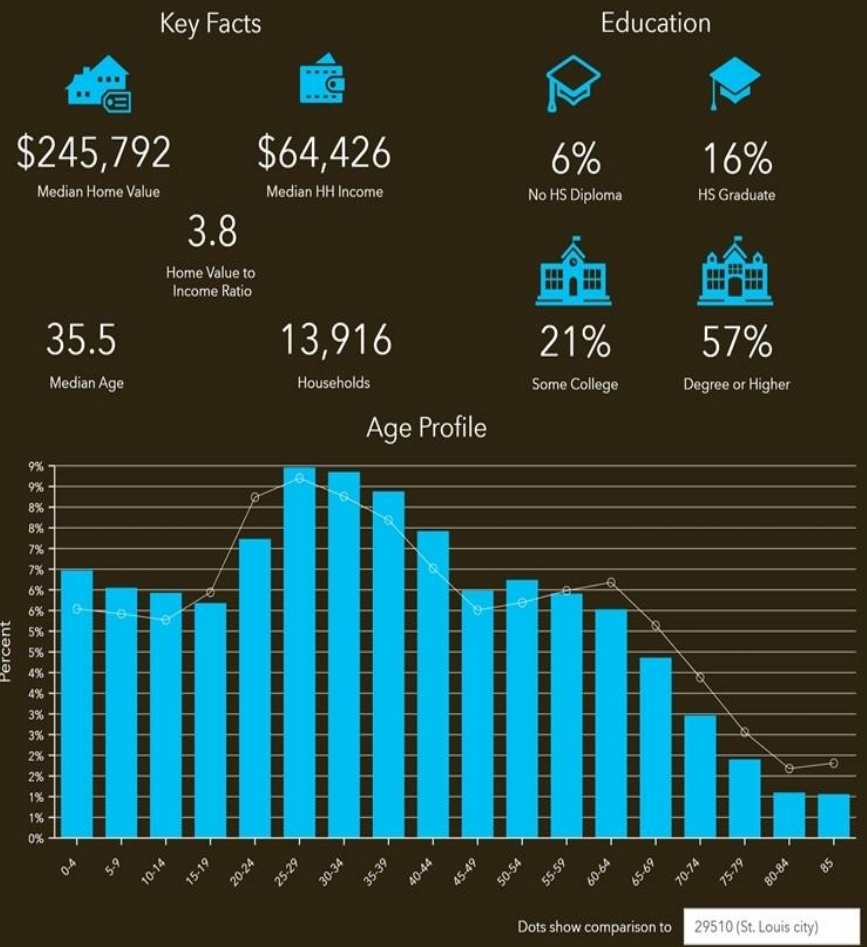 Key Facts
$245,792
Median Home Value
$64,426
Median HH Income
3.8
Home Value to
Income Ratio
35.5
Median Age
13,916
Households
Education
6%
No HS Diploma
16%
HS Graduate
21%
Some College
57%
Degree or Higher
Age Profile
Percent
9%
9%
8%
8%
7%
7%
6%
6%
5%
5%
4%
4%
3%
3%
2%
2%
1%
1%
0%
0-4
5-9
10-14
15-19
20-24
25-29
30-34
35-39
40-44
45-49
50-54
55-59
60-64
65-69
70-74
75-79
80-84
85
Dots show comparison to
29510 (St. Louis city)